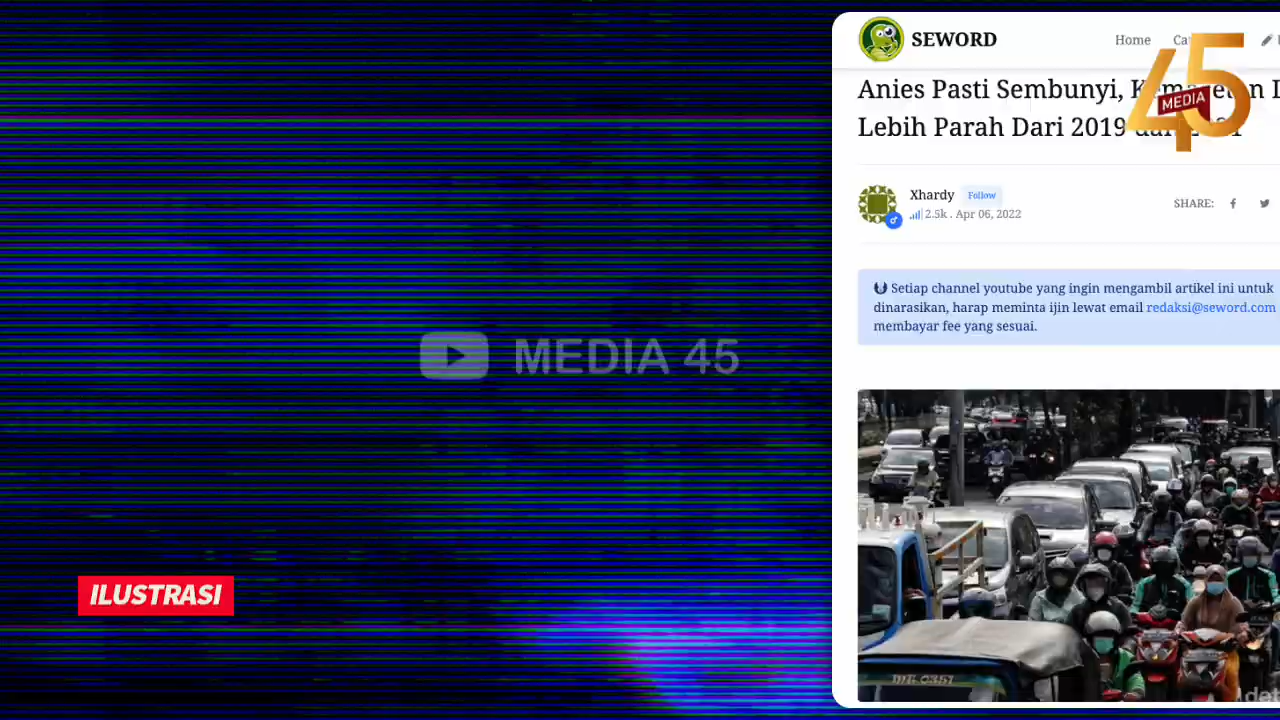 SEWORD
Home
MEDIA
45
Anies Pasti Sembunyi,
Lebih Parah Dari 2019 dan
Xhardy Follow
2.5k . Apr 06, 2022
SHARE:
Setiap channel youtube yang ingin mengambil artikel ini untuk
dinarasikan, harap meminta ijin lewat email redaksi@seword.com
membayar fee yang sesuai.
MEDIA 45
ILUSTRASI